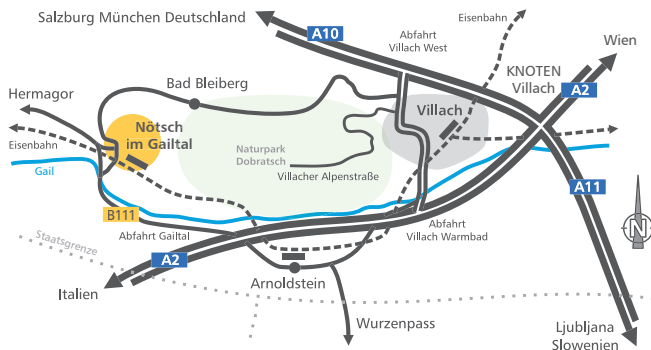 Salzburg München Deutschland
A10
Eisenbahn
Abfahrt
Villach West
Wien
KNOTEN
Villach
A2
Bad Bleiberg
Hermagor
Villach
Nötsch
im Gailtal
Eisenbahn
Naturpark
Dobratsch
Villacher Alpenstraße
Gail
A11
B111
Abfahrt Gailtal
Abfahrt
Villach Warmbad
N
Staatsgrenze
A2
Arnoldstein
Italien
Wurzenpass
Ljubljana
Slowenien